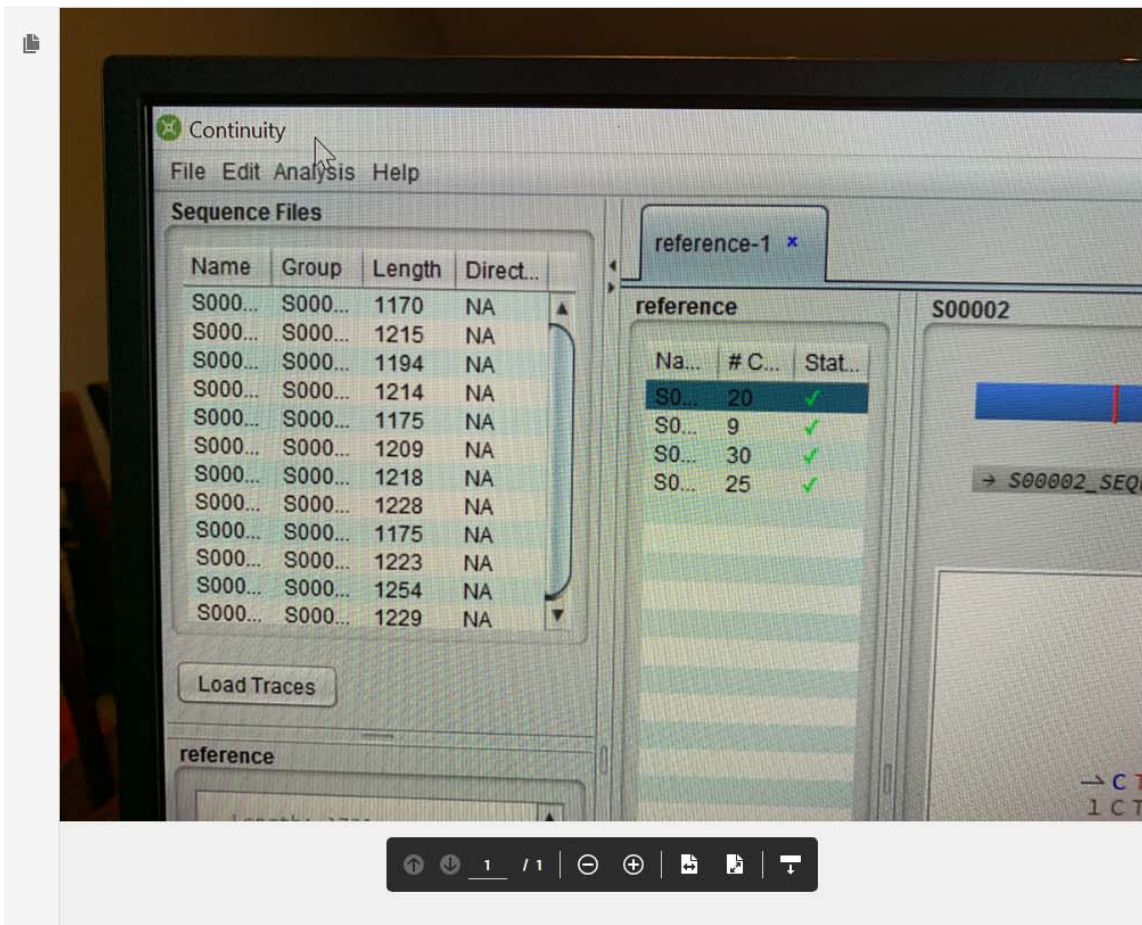 Continuity
File Edit Analysis Help
Sequence Files
Name Group Length Direct...
S000... S000... 1170 NA
S000... S000... 1215 NA
S000... S000... 1194 NA
S000... S000... 1214 NA
S000... S000... 1175 NA
S000... S000... 1209 NA
S000... S000... 1218 NA
S000... S000... 1228 NA
S000... S000... 1175 NA
S000... S000... 1223 NA
S000... S000... 1254 NA
S000... S000... 1229 NA
Load Traces
reference
reference-1 x
reference
Na... # C... Stat...
S0... 20 ✓
S0... 9 ✓
S0... 30 ✓
S0... 25 ✓
S00002
→ S00002_SEQ
→ C T
1 C T
1 / 1